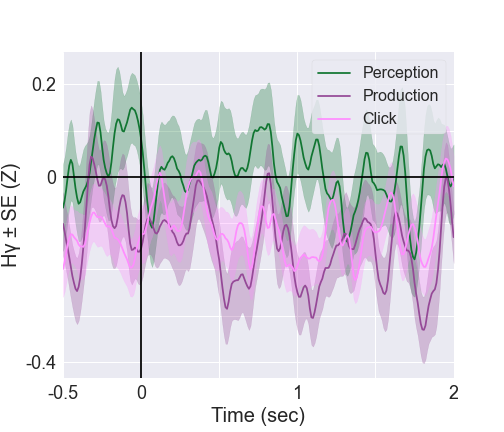 Perception
Production
Click
0.2
0
-0.4
Hγ ± SE (Z)
-0.5
0
1
2
Time (sec)